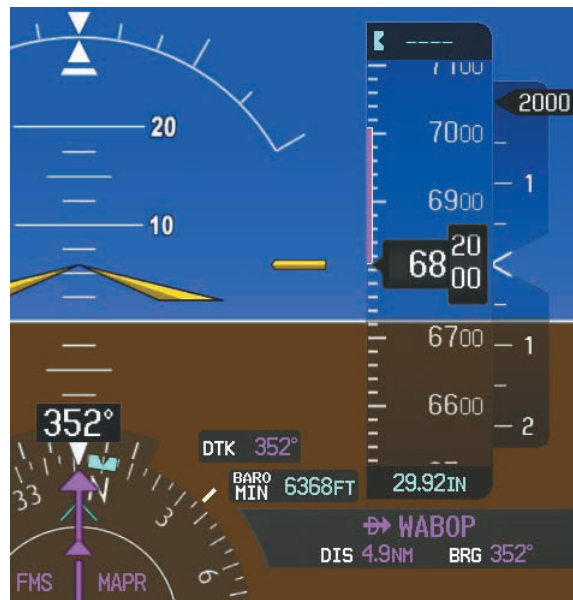 ----
7100
2000
20
7000
1
6900
10
68
20
00
6700
1
6600
2
352°
DTK 352°
BARO
MIN 6368FT
29.92IN
33
N
3
6
WABOP
DIS 4.9NM BRG 352°
FMS MAPR